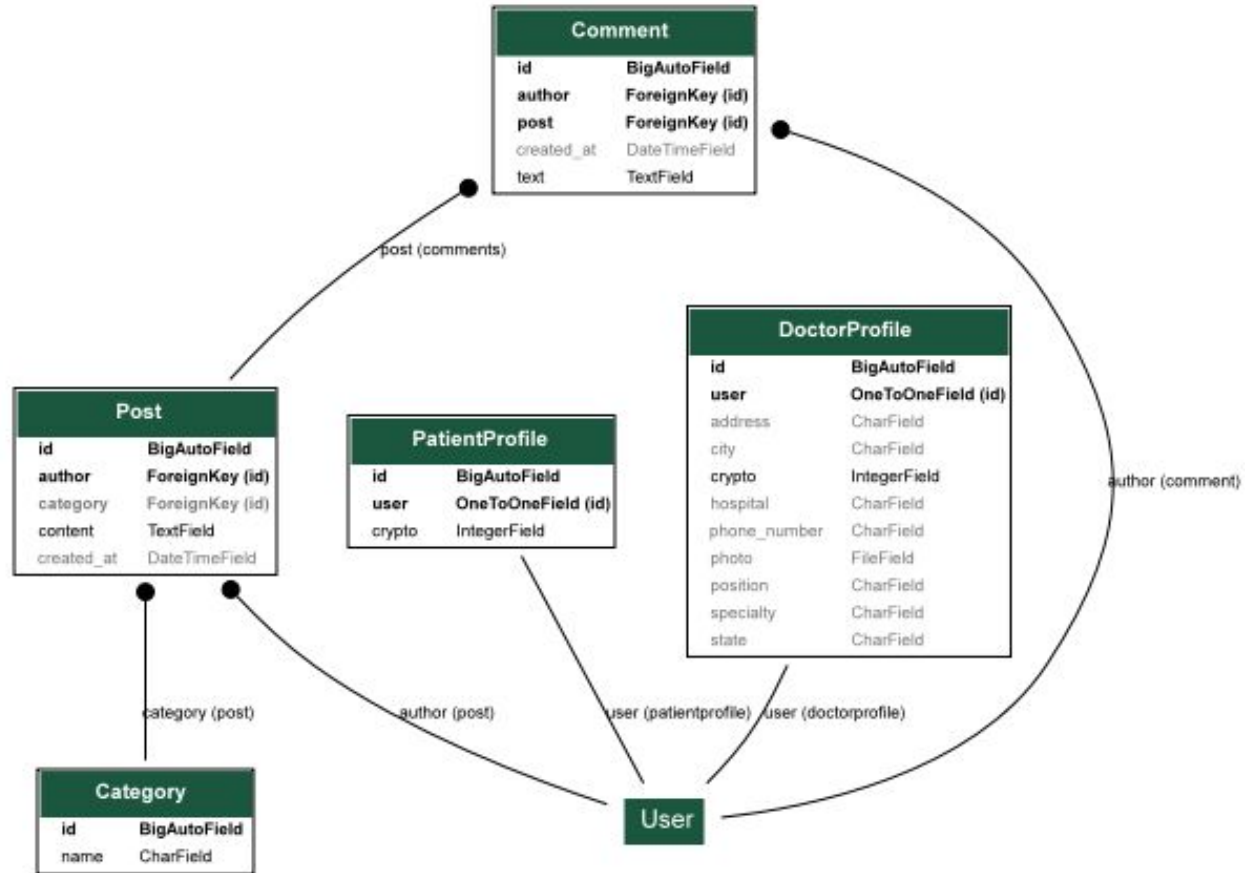 Comment
id BigAutoField
author ForeignKey (id)
post ForeignKey (id)
created_at DateTimeField
text TextField
post (comments)
DoctorProfile
id BigAutoField
user OneToOneField (id)
address CharField
city CharField
crypto IntegerField
hospital CharField
phone_number CharField
photo FileField
position CharField
specialty CharField
state CharField
Post
id BigAutoField
author ForeignKey (id)
category ForeignKey (id)
content TextField
created_at DateTimeField
PatientProfile
id BigAutoField
user OneToOneField (id)
crypto IntegerField
author (comment)
category (post)
author (post)
user (patientprofile)
user (doctorprofile)
Category
id BigAutoField
name CharField
User